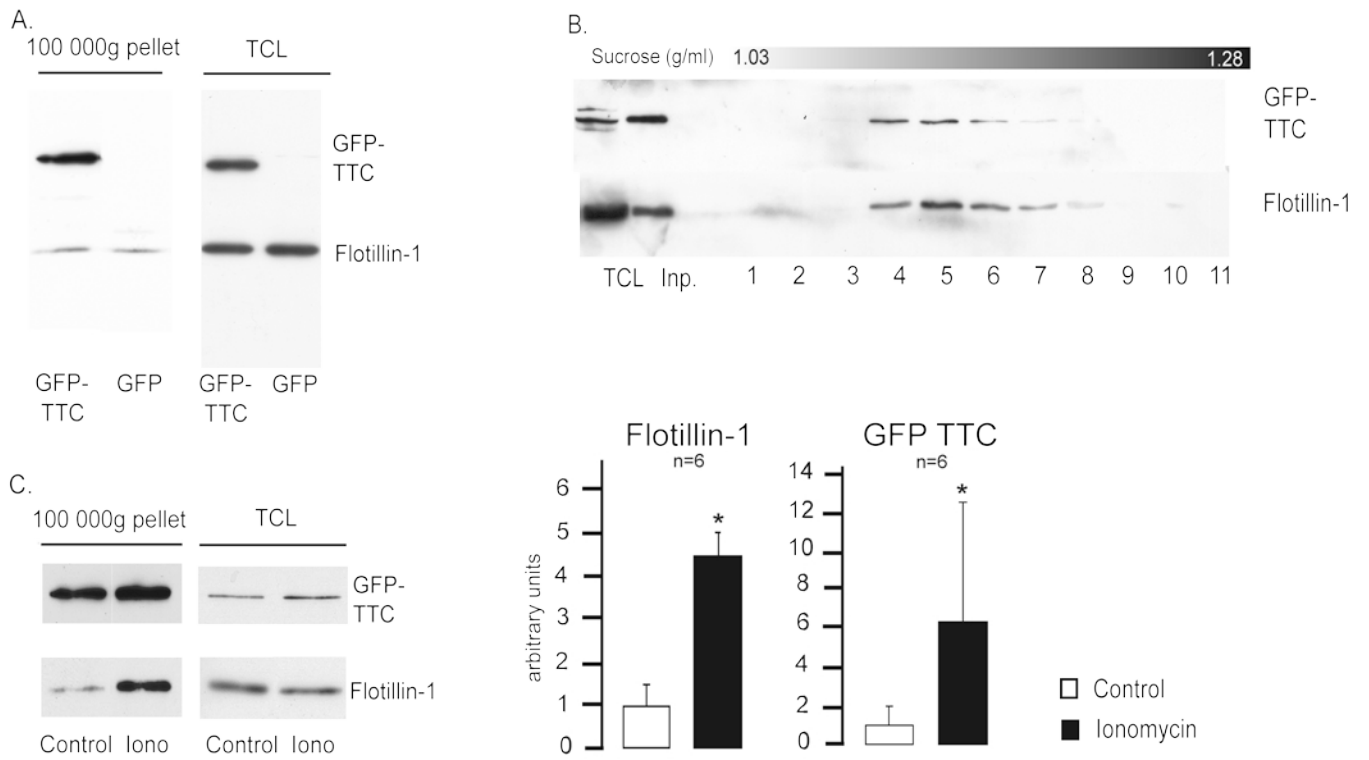 A.
100 000g pellet
TCL
GFP-
TTC
Flotillin-1
GFP-
TTC
GFP
GFP-
TTC
GFP
B.
Sucrose (g/ml)
1.03
1.28
GFP-
TTC
Flotillin-1
TCL Inp. 1 2 3 4 5 6 7 8 9 10 11
C.
100 000g pellet
TCL
GFP-
TTC
Flotillin-1
Control Iono
Control Iono
Flotillin-1
n=6
arbitrary units
6
5
4
3
2
1
0
*
GFP TTC
n=6
14
12
10
8
6
4
2
0
*
Control
Ionomycin